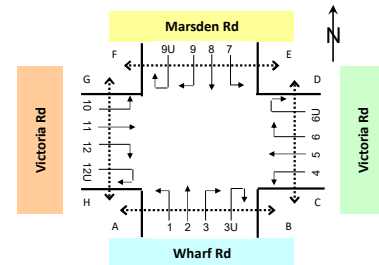 Marsden Rd
N
F 9U 9 8 7 E
G D
Victoria Rd
10 11 12 12U
6U 6 5 4
Victoria Rd
H C
A 1 2 3 3U B
Wharf Rd